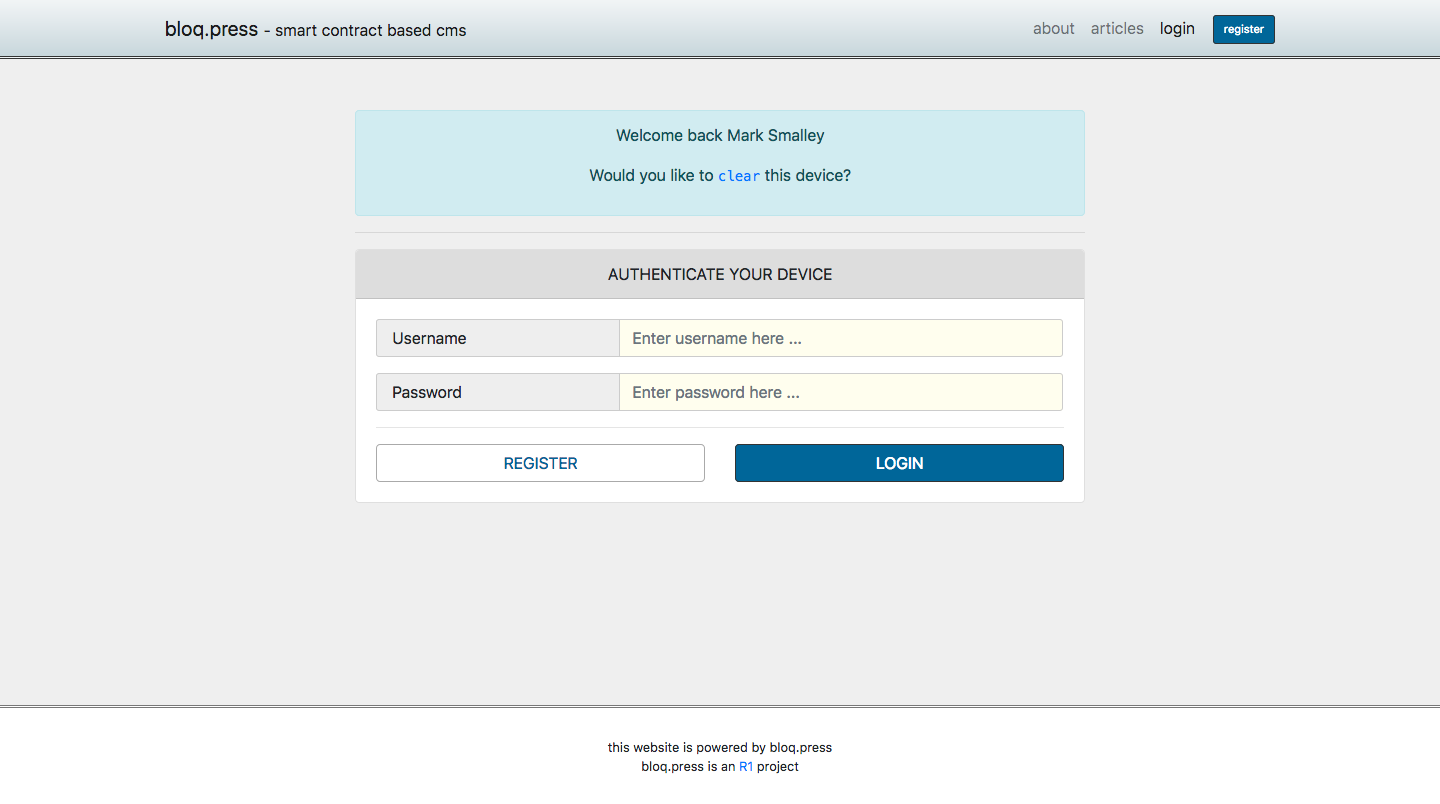 bloq.press - smart contract based cms
about articles login register
Welcome back Mark Smalley
Would you like to clear this device?
AUTHENTICATE YOUR DEVICE
Username Enter username here ...
Password Enter password here ...
REGISTER LOGIN
this website is powered by bloq.press
bloq.press is an R1 project